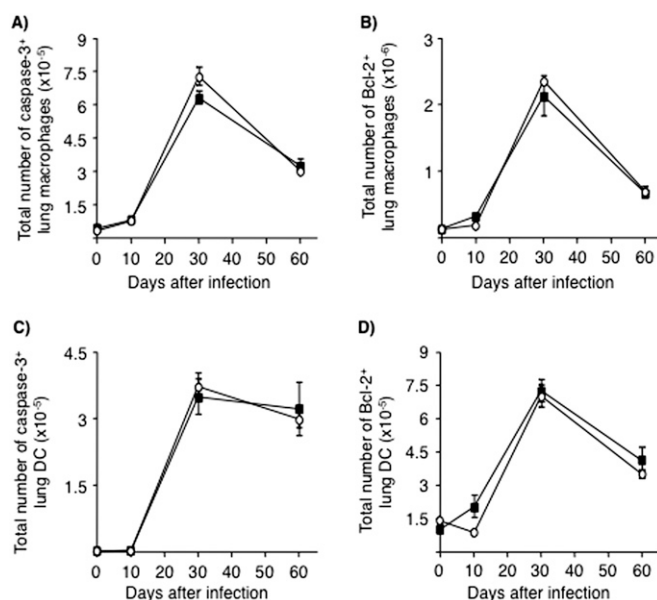 A)
Total number of caspase-3⁺
lung macrophages (x10⁻⁵)
9
7.5
6
4.5
3
1.5
0 10 20 30 40 50 60
Days after infection
B)
Total number of Bcl-2⁺
lung macrophages (x10⁻⁶)
3
2
1
0 10 20 30 40 50 60
Days after infection
C)
Total number of caspase-3⁺
lung DC (x10⁻⁵)
4.5
3
1.5
0 10 20 30 40 50 60
Days after infection
D)
Total number of Bcl-2⁺
lung DC (x10⁻⁵)
9
7.5
6
4.5
3
1.5
0 10 20 30 40 50 60
Days after infection